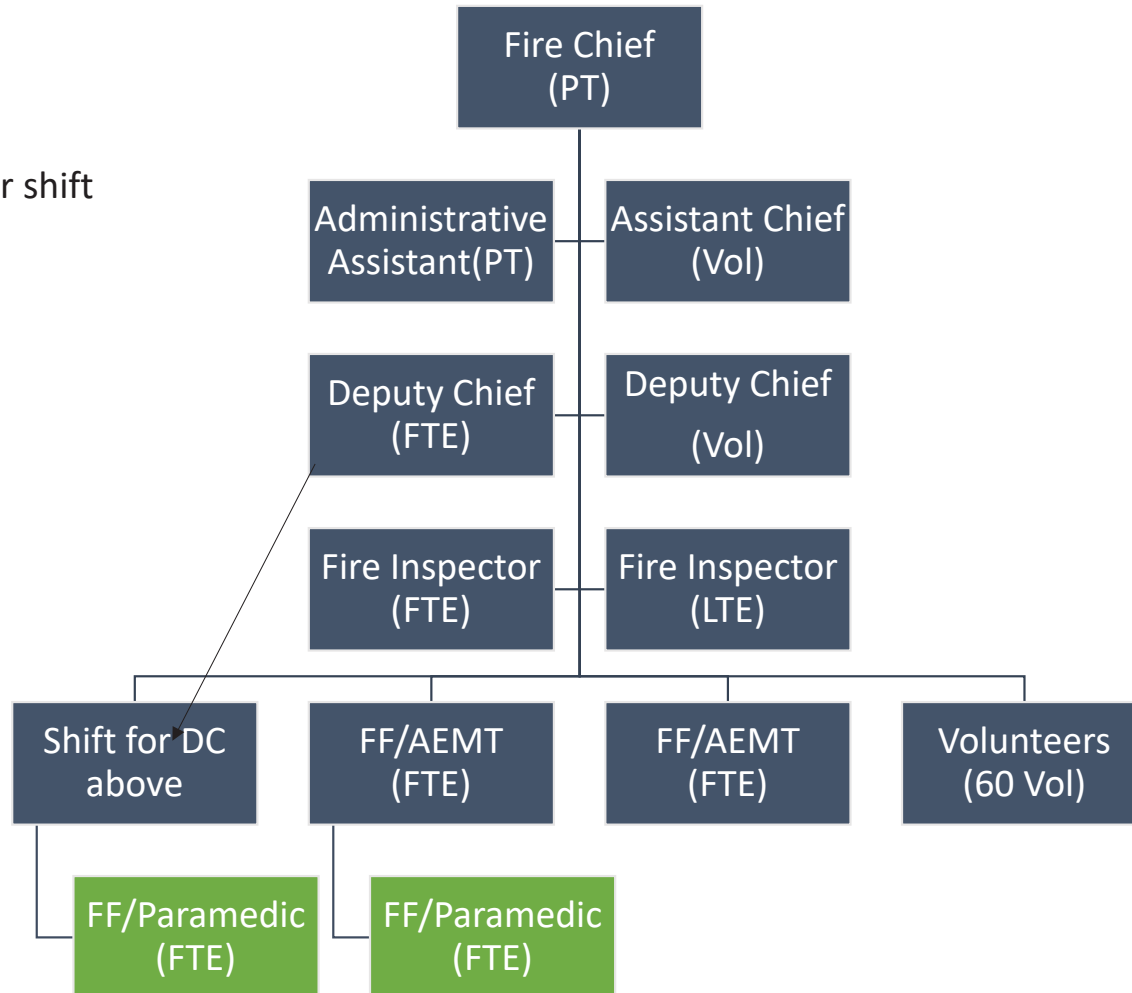 Fire Chief
(PT)
r shift
Administrative
Assistant(PT)
Assistant Chief
(Vol)
Deputy Chief
(FTE)
Deputy Chief
(Vol)
Fire Inspector
(FTE)
Fire Inspector
(LTE)
Shift for DC
above
FF/AEMT
(FTE)
FF/AEMT
(FTE)
Volunteers
(60 Vol)
FF/Paramedic
(FTE)
FF/Paramedic
(FTE)